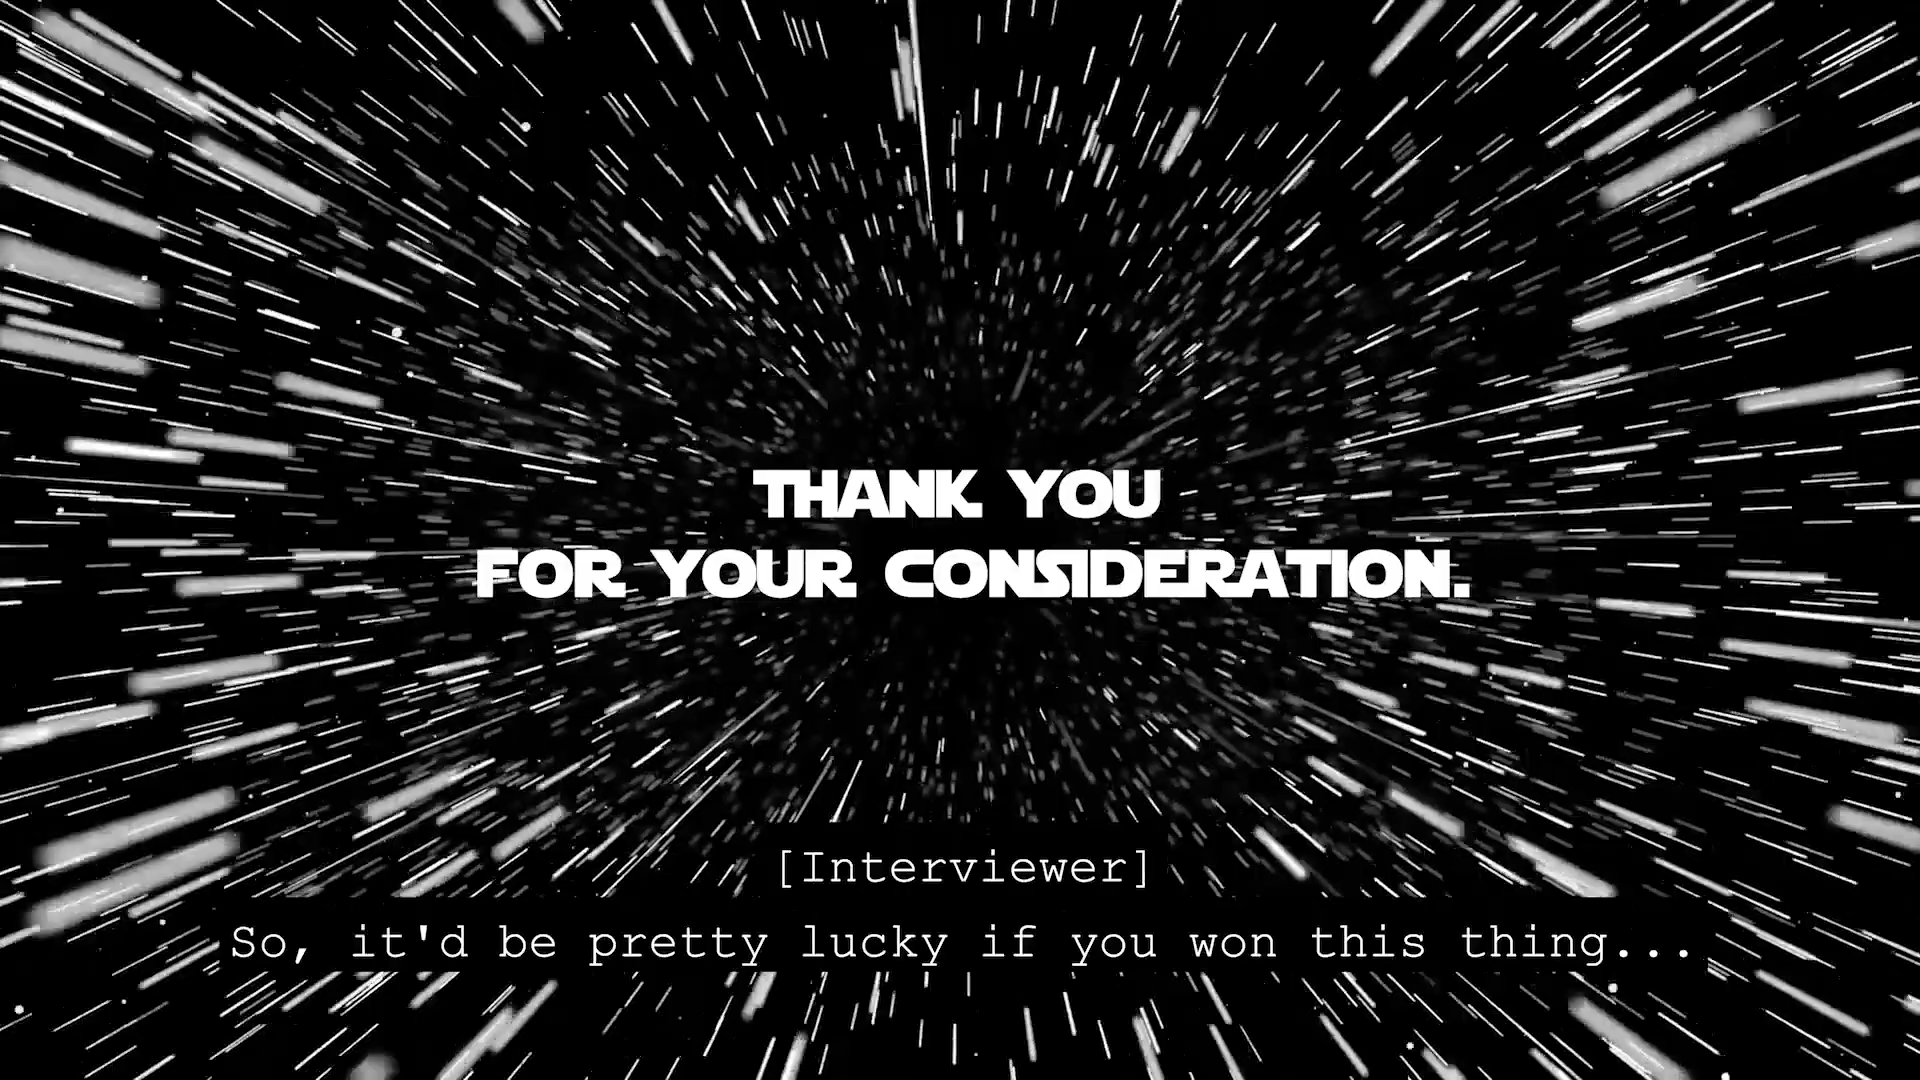 THANK YOU
FOR YOUR CONSIDERATION.
[Interviewer]
So, it'd be pretty lucky if you won this thing...